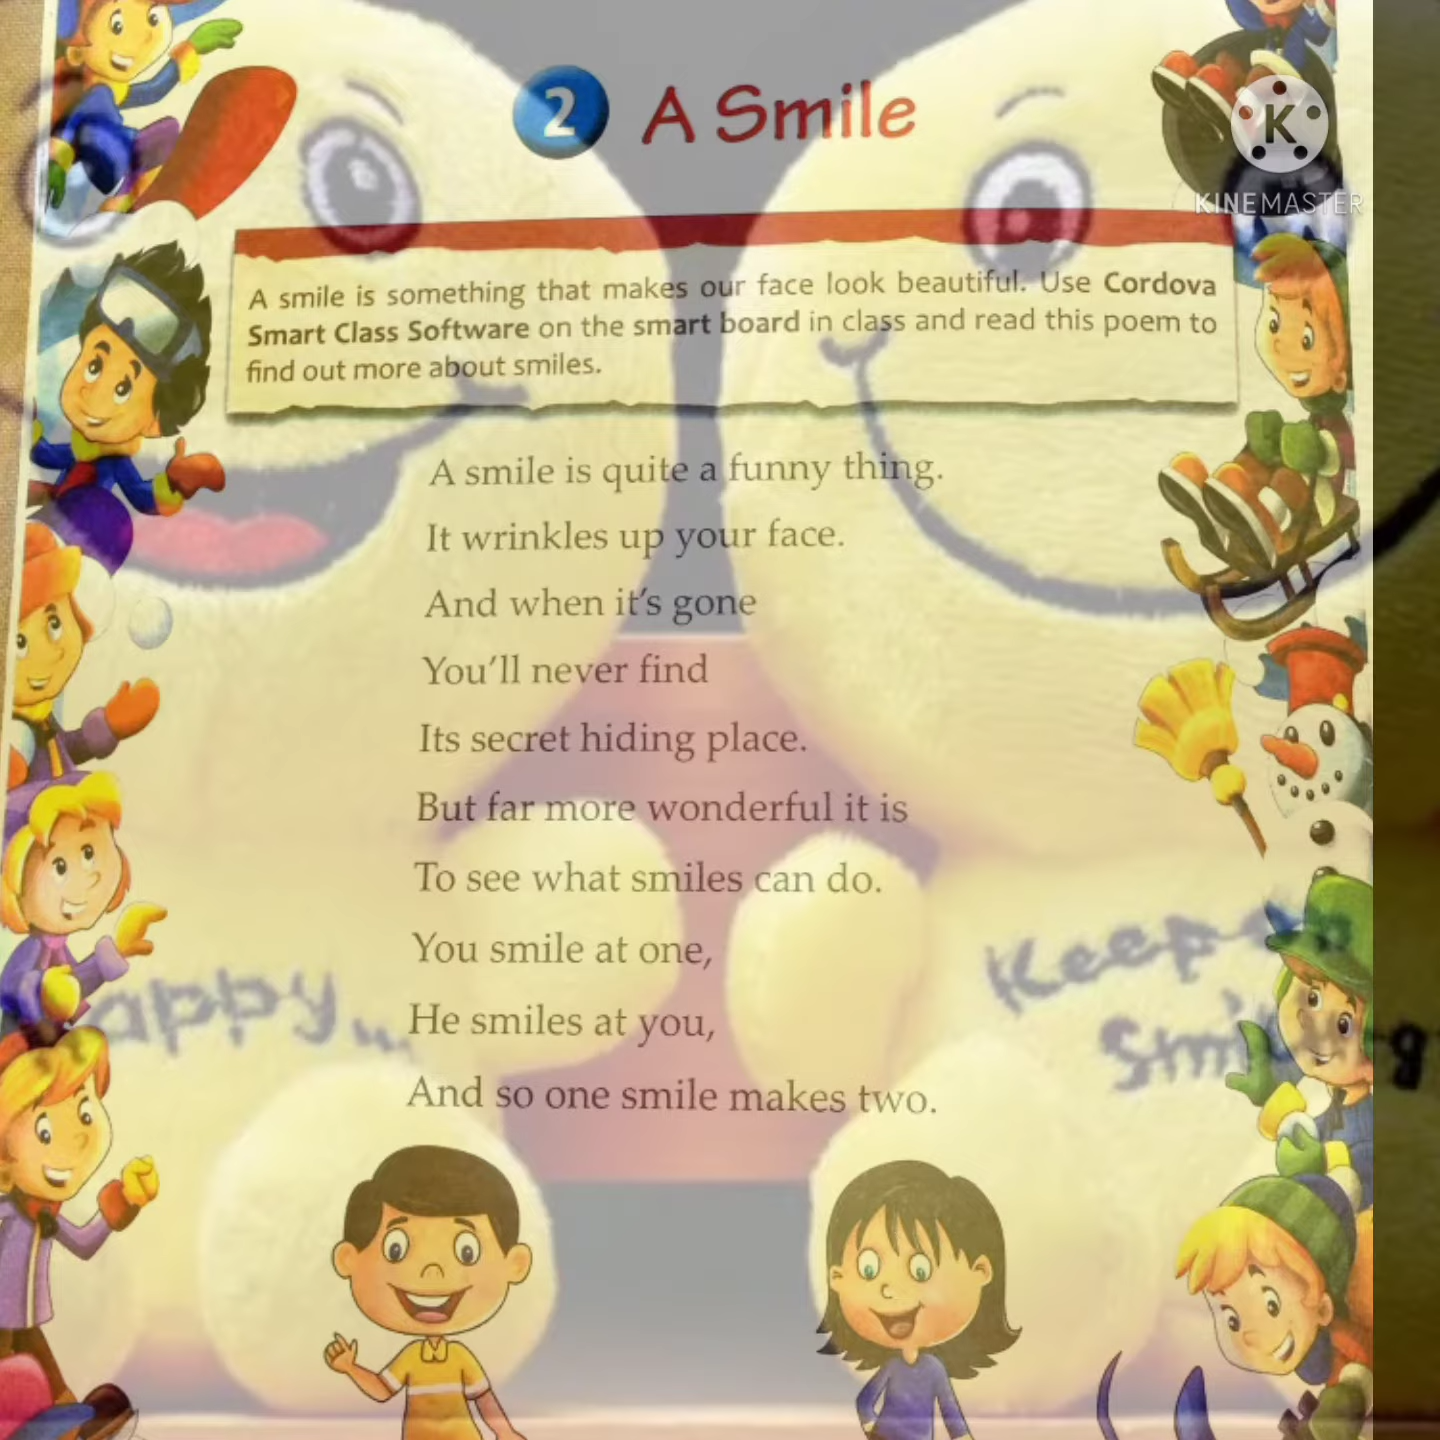 2 A Smile
KINEMASTER
A smile is something that makes our face look beautiful. Use Cordova
Smart Class Software on the smart board in class and read this poem to
find out more about smiles.
A smile is quite a funny thing.
It wrinkles up your face.
And when it's gone
You'll never find
Its secret hiding place.
But far more wonderful it is
To see what smiles can do.
You smile at one,
He smiles at you,
And so one smile makes two.
Keep